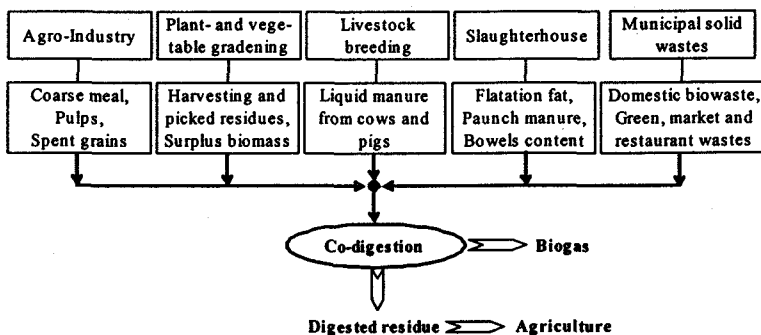 Agro-Industry
Plant- and vege-
table gradening
Livestock
breeding
Slaughterhouse
Municipal solid
wastes
Coarse meal,
Pulps,
Spent grains
Harvesting and
picked residues,
Surplus biomass
Liquid manure
from cows and
pigs
Flatation fat,
Paunch manure,
Bowels content
Domestic biowaste,
Green, market and
restaurant wastes
Co-digestion
Biogas
Digested residue
Agriculture